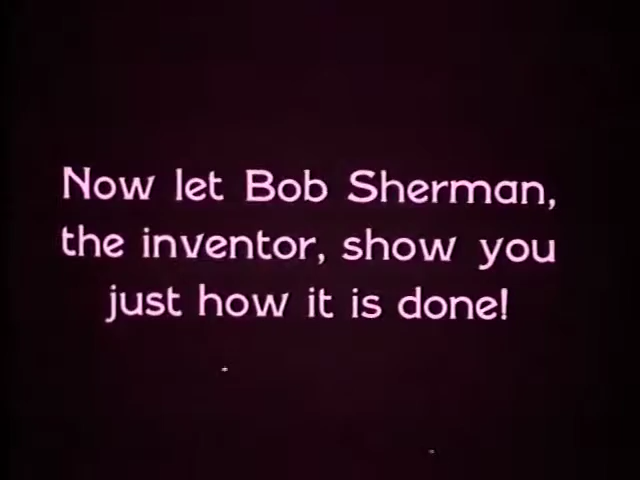 Now let Bob Sherman,
the inventor, show you
just how it is done!